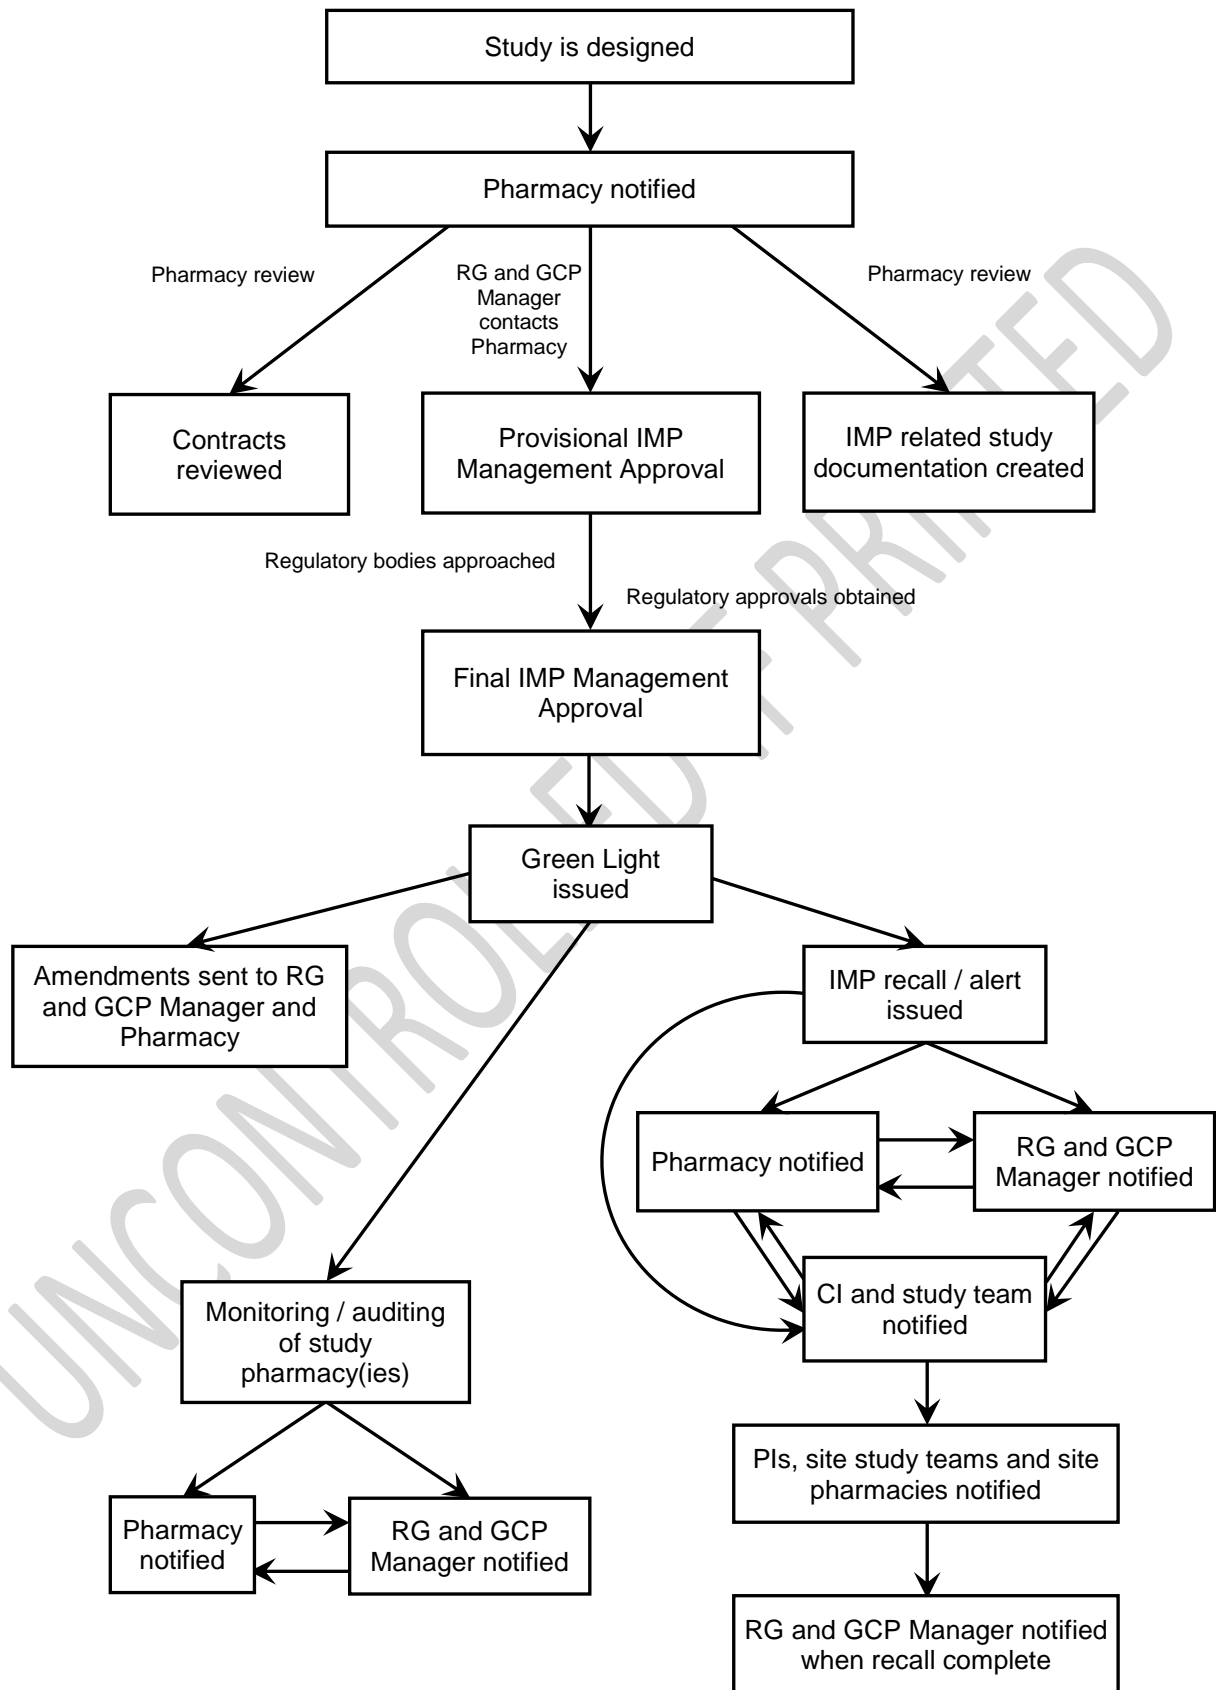 Study is designed
Pharmacy notified
Pharmacy review
RG and GCP
Manager
contacts
Pharmacy
Pharmacy review
Contracts
reviewed
Provisional IMP
Management Approval
IMP related study
documentation created
Regulatory bodies approached
Regulatory approvals obtained
Final IMP Management
Approval
Green Light
issued
Amendments sent to RG
and GCP Manager and
Pharmacy
IMP recall / alert
issued
Pharmacy notified
RG and GCP
Manager notified
CI and study team
notified
Monitoring / auditing
of study
pharmacy(ies)
PIs, site study teams and site
pharmacies notified
Pharmacy
notified
RG and GCP
Manager notified
RG and GCP Manager notified
when recall complete
UNCONTROLLED IF PRINTED